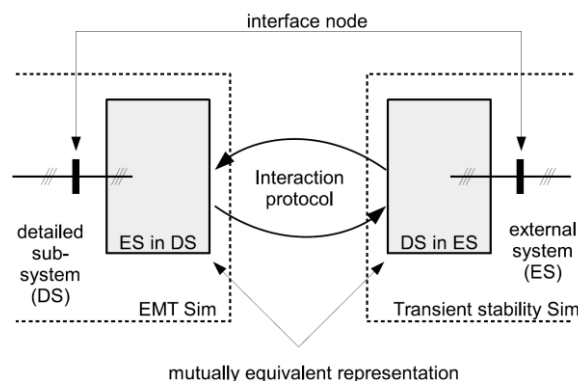 interface node
Interaction
protocol
detailed
sub-
system
(DS)
ES in DS
EMT Sim
DS in ES
external
system
(ES)
Transient stability Sim
mutually equivalent representation